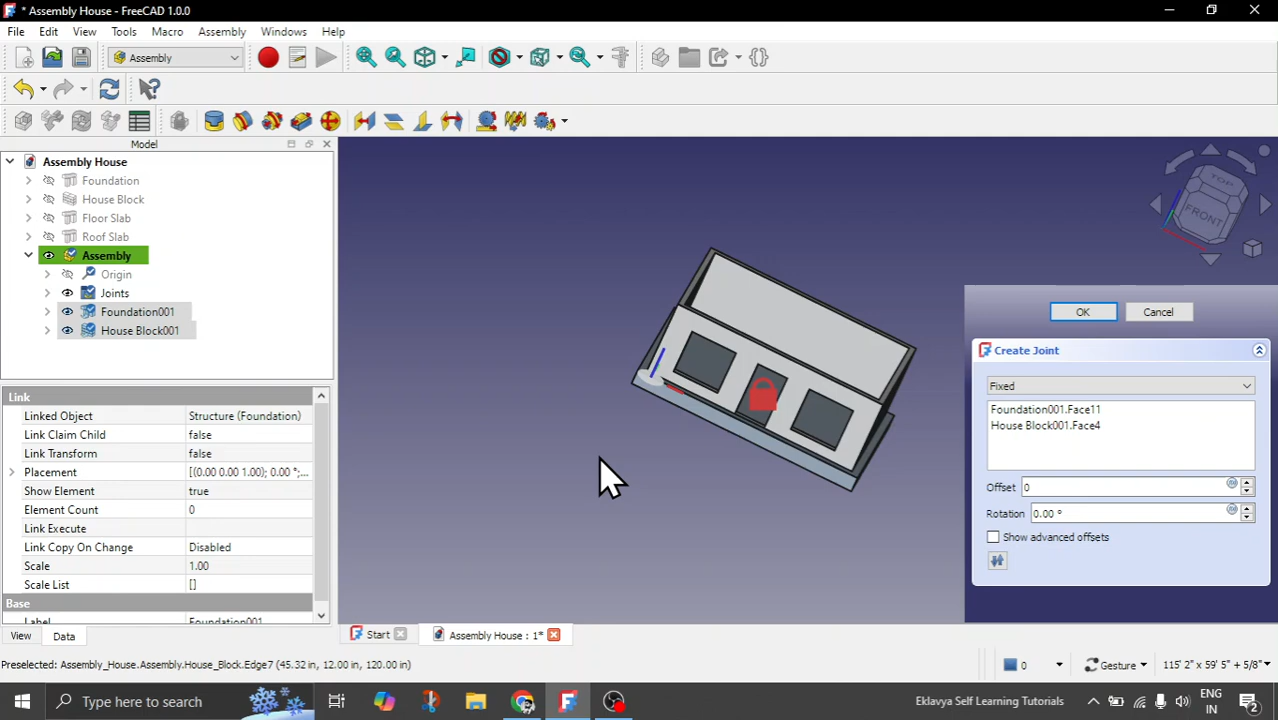 * Assembly House - FreeCAD 1.0.0
File Edit View Tools Macro Assembly Windows Help
Assembly
Model
Assembly House
Foundation
House Block
Floor Slab
Roof Slab
Assembly
Origin
Joints
Foundation001
House Block001
TOP
FRONT
OK Cancel
Create Joint
Fixed
Foundation001.Face11
House Block001.Face4
Offset 0
Rotation 0.00 °
Show advanced offsets
Link
Linked Object Structure (Foundation)
Link Claim Child false
Link Transform false
Placement [(0.00 0.00 1.00); 0.00 °;...
Show Element true
Element Count 0
Link Execute
Link Copy On Change Disabled
Scale 1.00
Scale List []
Base
Label Foundation001
View Data
Start Assembly House : 1*
Preselected: Assembly_House.Assembly.House_Block.Edge7 (45.32 in, 12.00 in, 120.00 in)
0 Gesture 115' 2" x 59' 5" + 5/8"
Type here to search
Eklavya Self Learning Tutorials
ENG
IN
2